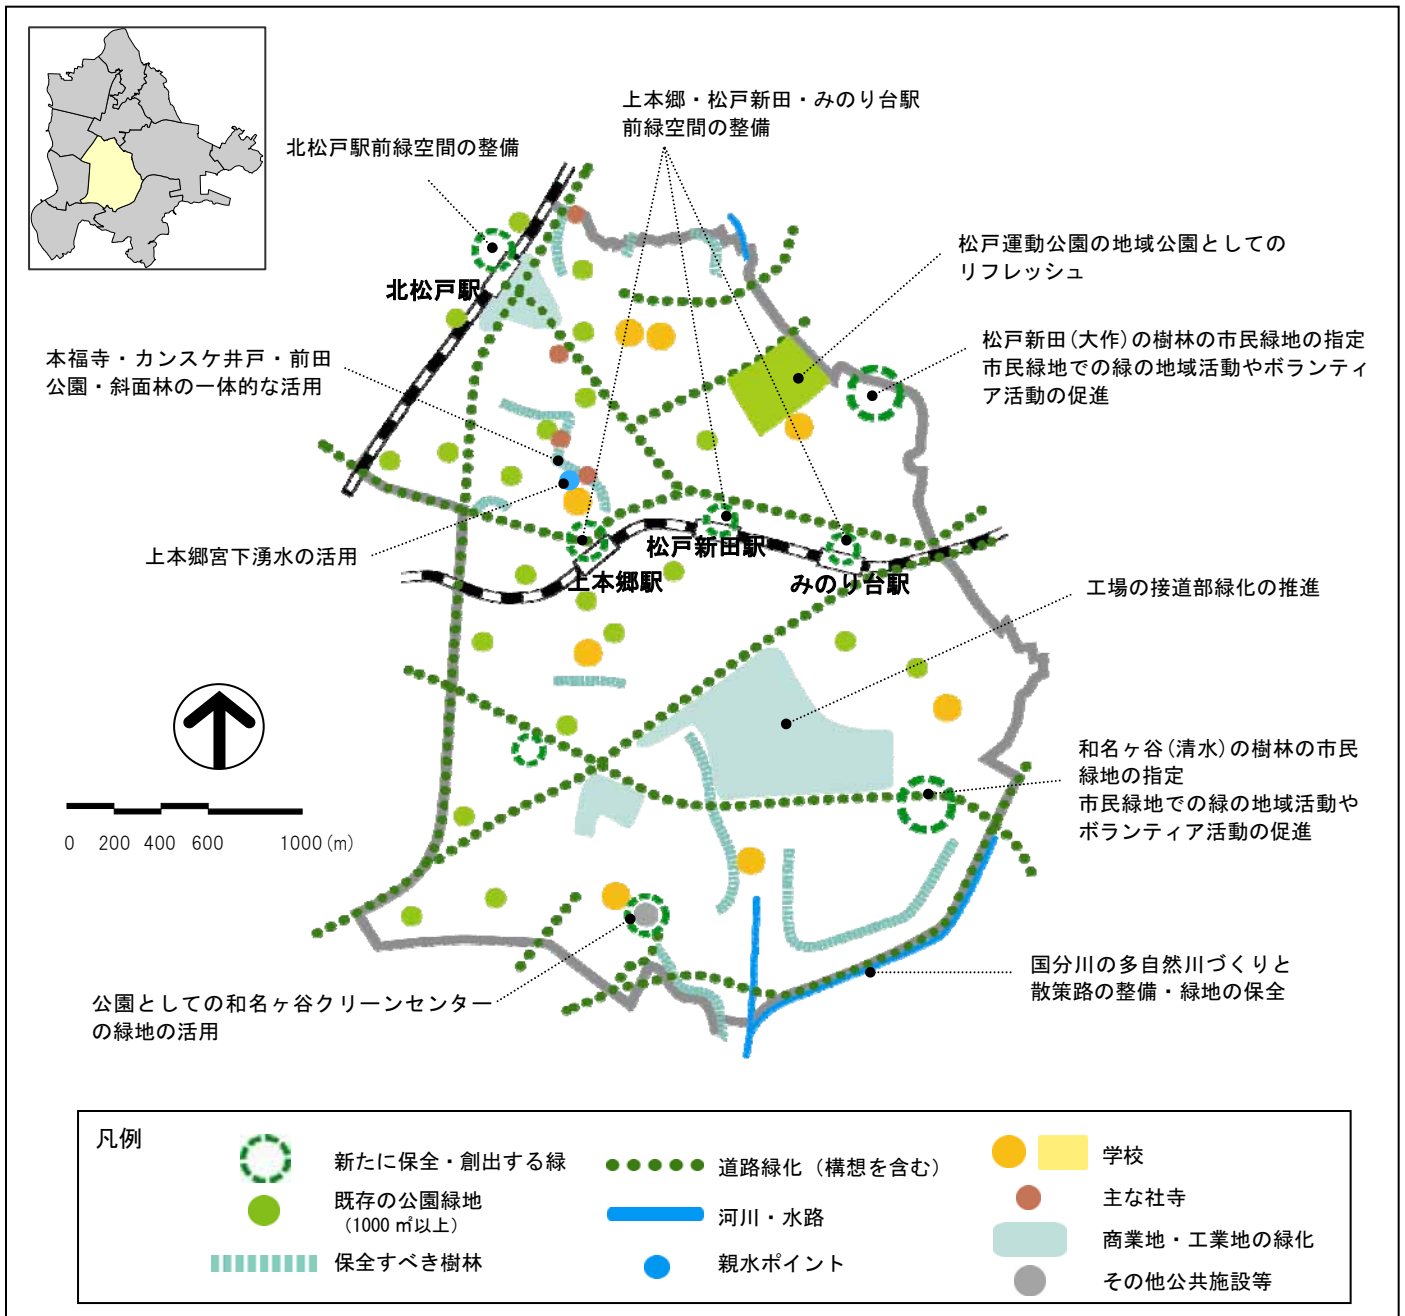 上本郷・松戸新田・みのり台駅
前緑空間の整備
北松戸駅前緑空間の整備
松戸運動公園の地域公園としての
リフレッシュ
北松戸駅
松戸新田(大作)の樹林の市民緑地の指定
市民緑地での緑の地域活動やボランティ
ア活動の促進
本福寺・カンスケ井戸・前田
公園・斜面林の一体的な活用
上本郷宮下湧水の活用
松戸新田駅
上本郷駅
みのり台駅
工場の接道部緑化の推進
和名ヶ谷(清水)の樹林の市民
緑地の指定
市民緑地での緑の地域活動や
ボランティア活動の促進
0 200 400 600 1000(m)
国分川の多自然川づくりと
散策路の整備・緑地の保全
公園としての和名ヶ谷クリーンセンター
の緑地の活用
凡例
新たに保全・創出する緑
既存の公園緑地
(1000㎡以上)
保全すべき樹林
道路緑化(構想を含む)
河川・水路
親水ポイント
学校
主な社寺
商業地・工業地の緑化
その他公共施設等